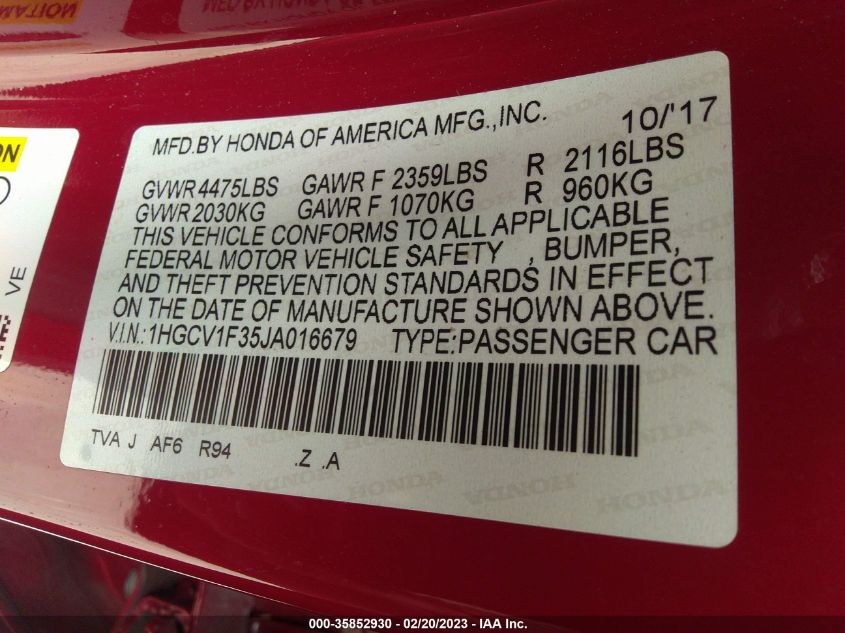 MFD.BY HONDA OF AMERICA MFG.,INC. 10/'17
GVWR 4475LBS GAWR F 2359LBS R 2116LBS
GVWR 2030KG GAWR F 1070KG R 960KG
THIS VEHICLE CONFORMS TO ALL APPLICABLE
FEDERAL MOTOR VEHICLE SAFETY , BUMPER,
AND THEFT PREVENTION STANDARDS IN EFFECT
ON THE DATE OF MANUFACTURE SHOWN ABOVE.
V.I.N.:1HGCV1F35JA016679 TYPE:PASSENGER CAR
TVA J AF6 R94 .Z .A
ON
VE
HONDA
000-35852930 - 02/20/2023 - IAA Inc.